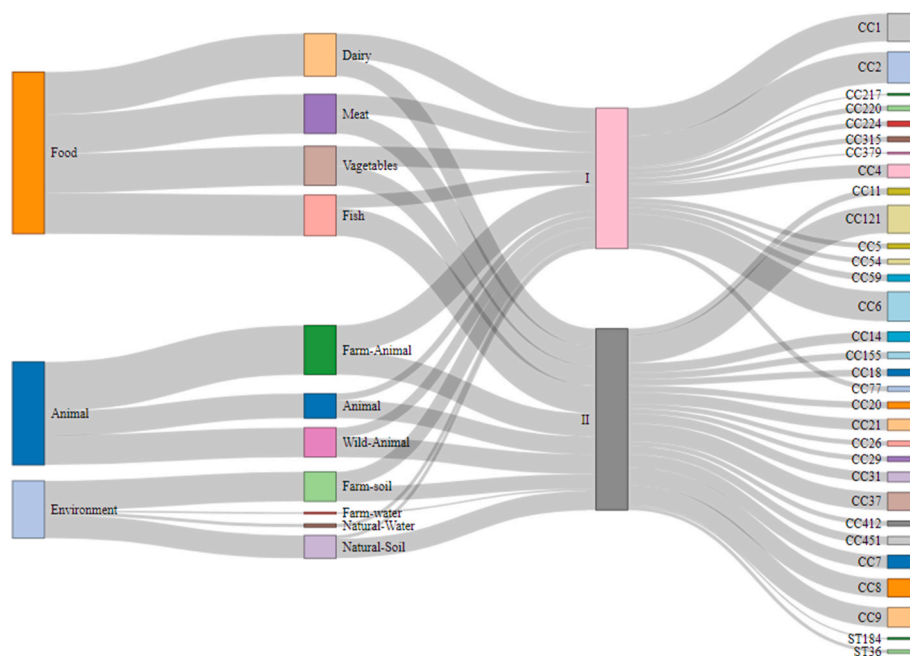 Food
Animal
Environment
Dairy
Meat
Vagetables
Fish
Farm-Animal
Animal
Wild-Animal
Farm-soil
Farm-water
Natural-Water
Natural-Soil
I
II
CC1
CC2
CC217
CC220
CC224
CC315
CC379
CC4
CC11
CC121
CC5
CC54
CC59
CC6
CC14
CC155
CC18
CC77
CC20
CC21
CC26
CC29
CC31
CC37
CC412
CC451
CC7
CC8
CC9
ST184
ST36